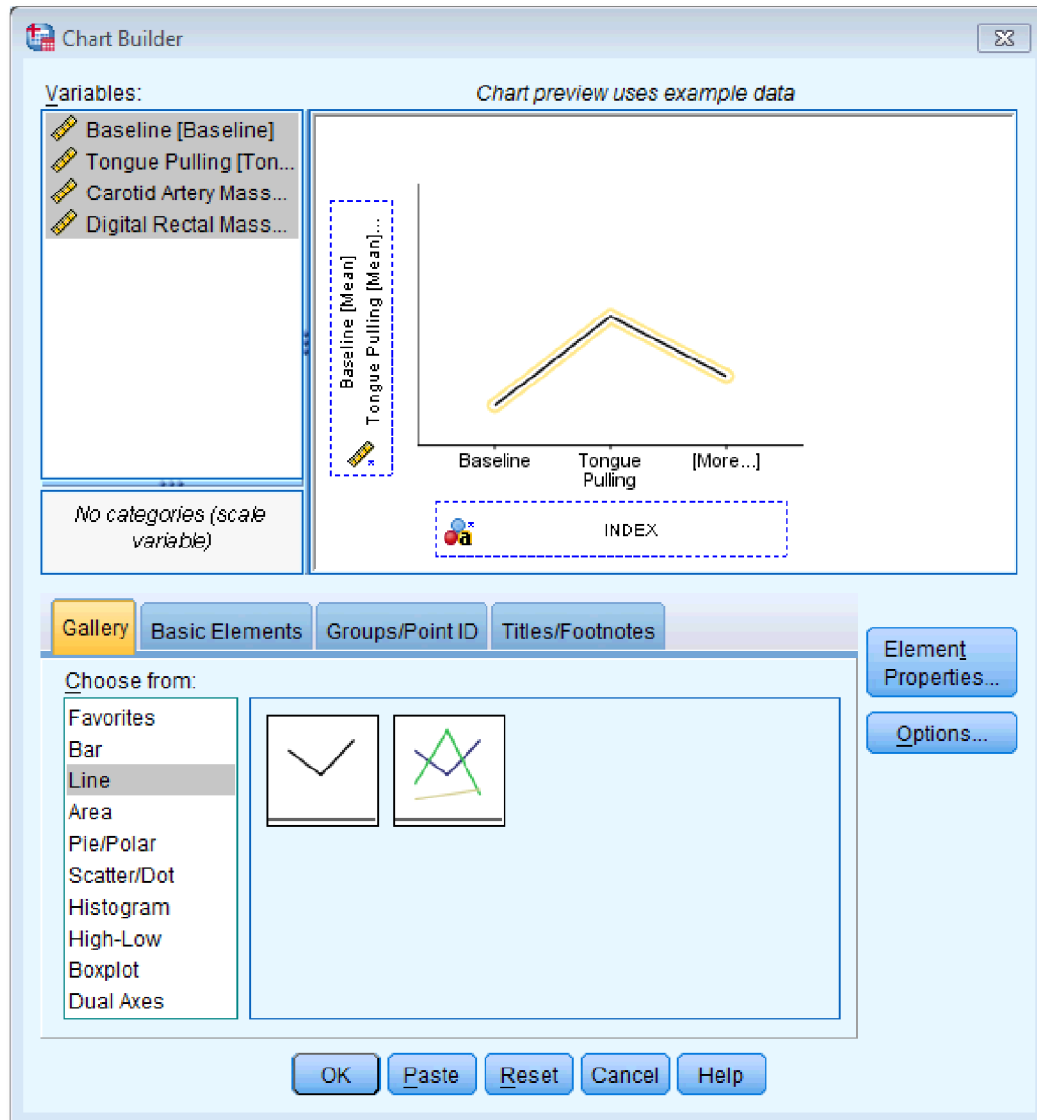 Chart Builder
Variables:
Chart preview uses example data
Baseline [Baseline]
Tongue Pulling [Ton...
Carotid Artery Mass...
Digital Rectal Mass...
No categories (scale
variable)
Baseline [Mean]
Tongue Pulling [Mean]...
Baseline
Tongue
Pulling
[More...]
a
INDEX
Gallery
Basic Elements
Groups/Point ID
Titles/Footnotes
Element
Properties...
Options...
Choose from:
Favorites
Bar
Line
Area
Pie/Polar
Scatter/Dot
Histogram
High-Low
Boxplot
Dual Axes
OK
Paste
Reset
Cancel
Help